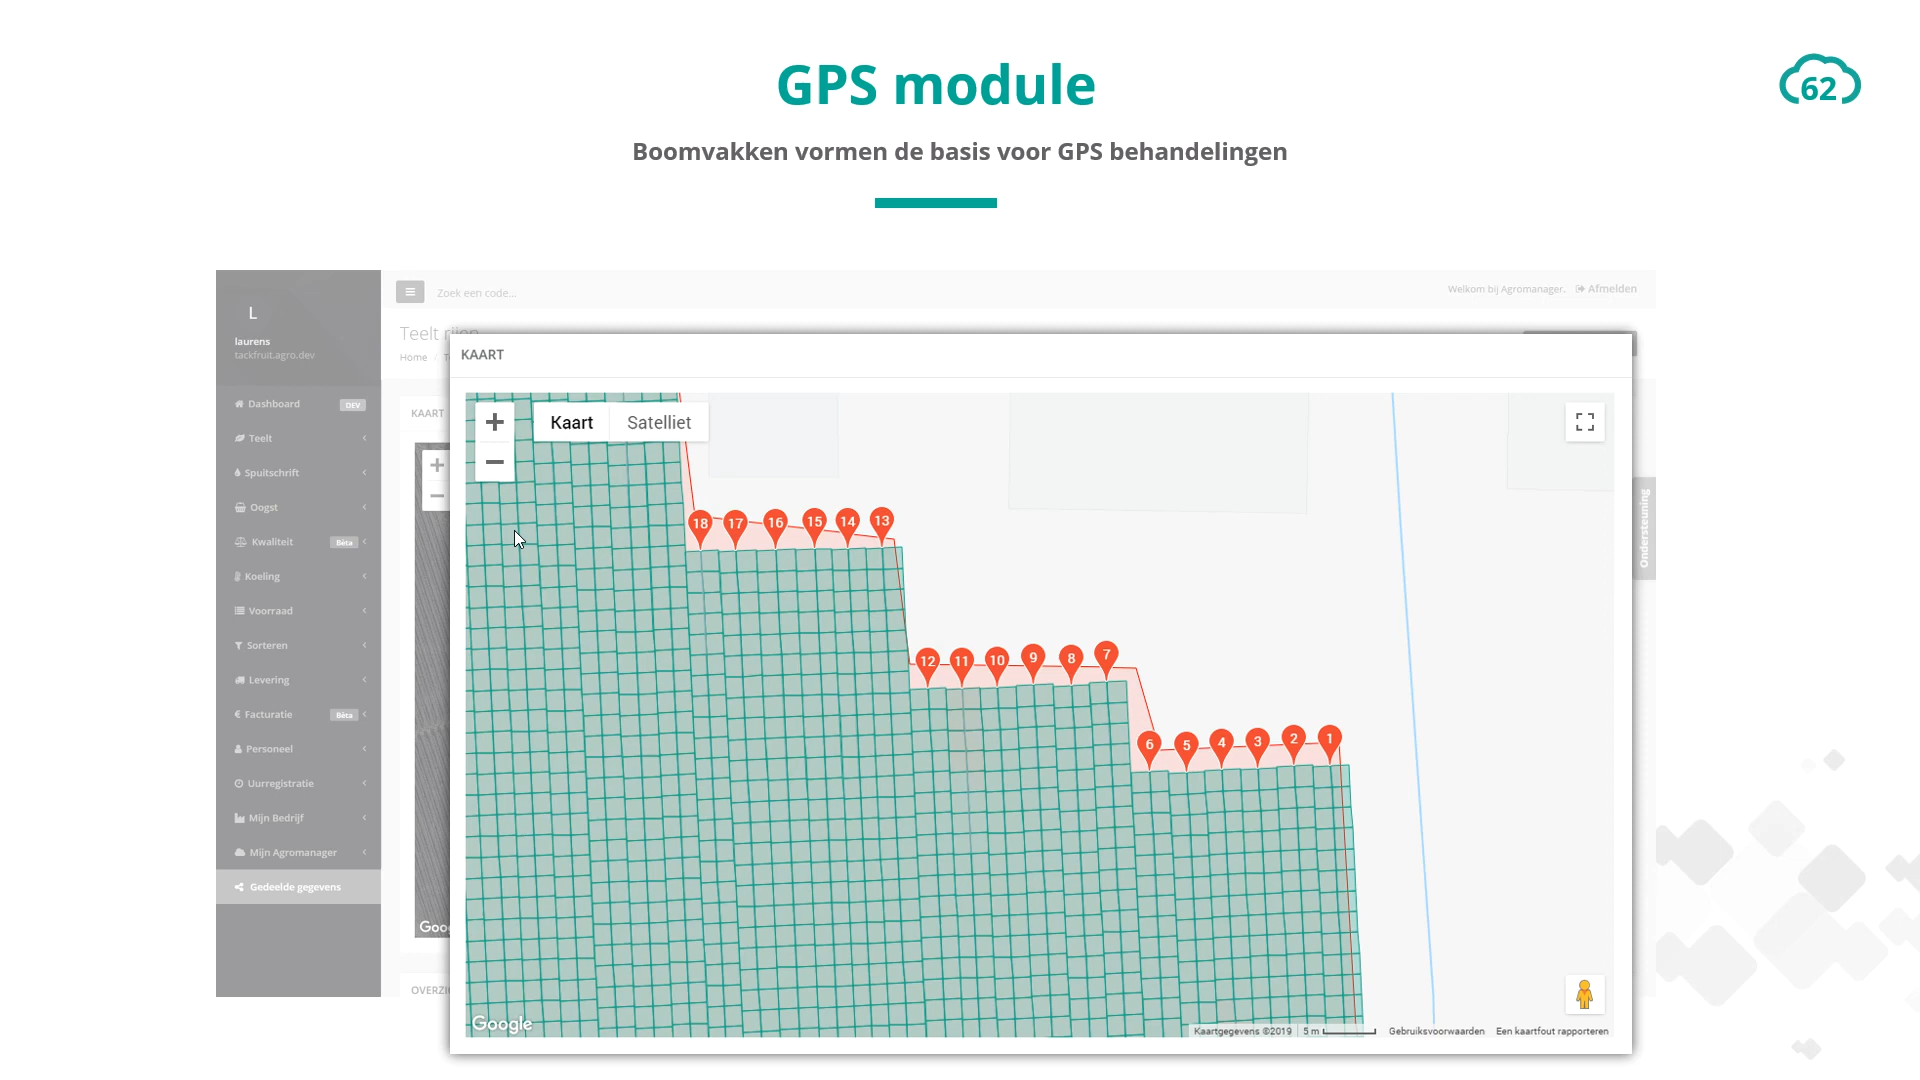 GPS module
62
Boomvakken vormen de basis voor GPS behandelingen
L
laurens
tackfruit.agro.dev
Zoek een code...
Welkom bij Agromanager.
Afmelden
Teelt rijen
Home / T
KAART
KAART
Dashboard DEV
Teelt
Spuitschrift
Oogst
Kwaliteit Bèta
Koeling
Voorraad
Sorteren
Levering
€ Facturatie Bèta
Personeel
Uurregistratie
Mijn Bedrijf
Mijn Agromanager
Gedeelde gegevens
+
−
Goo
OVERZI
Ondersteuning
+
−
Kaart
Satelliet
18 17 16 15 14 13
12 11 10 9 8 7
6 5 4 3 2 1
Google
Kaartgegevens ©2019
5 m
Gebruiksvoorwaarden
Een kaartfout rapporteren